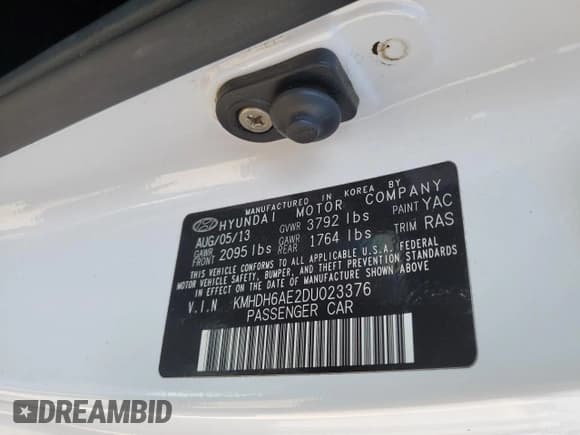 MANUFACTURED IN KOREA BY
HYUNDAI MOTOR COMPANY
AUG/05/13 GVWR 3792 lbs PAINT YAC
GAWR FRONT 2095 lbs GAWR REAR 1764 lbs TRIM RAS
THIS VEHICLE CONFORMS TO ALL APPLICABLE U.S.A. FEDERAL
MOTOR VEHICLE SAFETY, BUMPER, AND THEFT PREVENTION STANDARDS
IN EFFECT ON THE DATE OF MANUFACTURE SHOWN ABOVE.
V.I.N KMHDH6AE2DU023376
PASSENGER CAR
DREAMBID